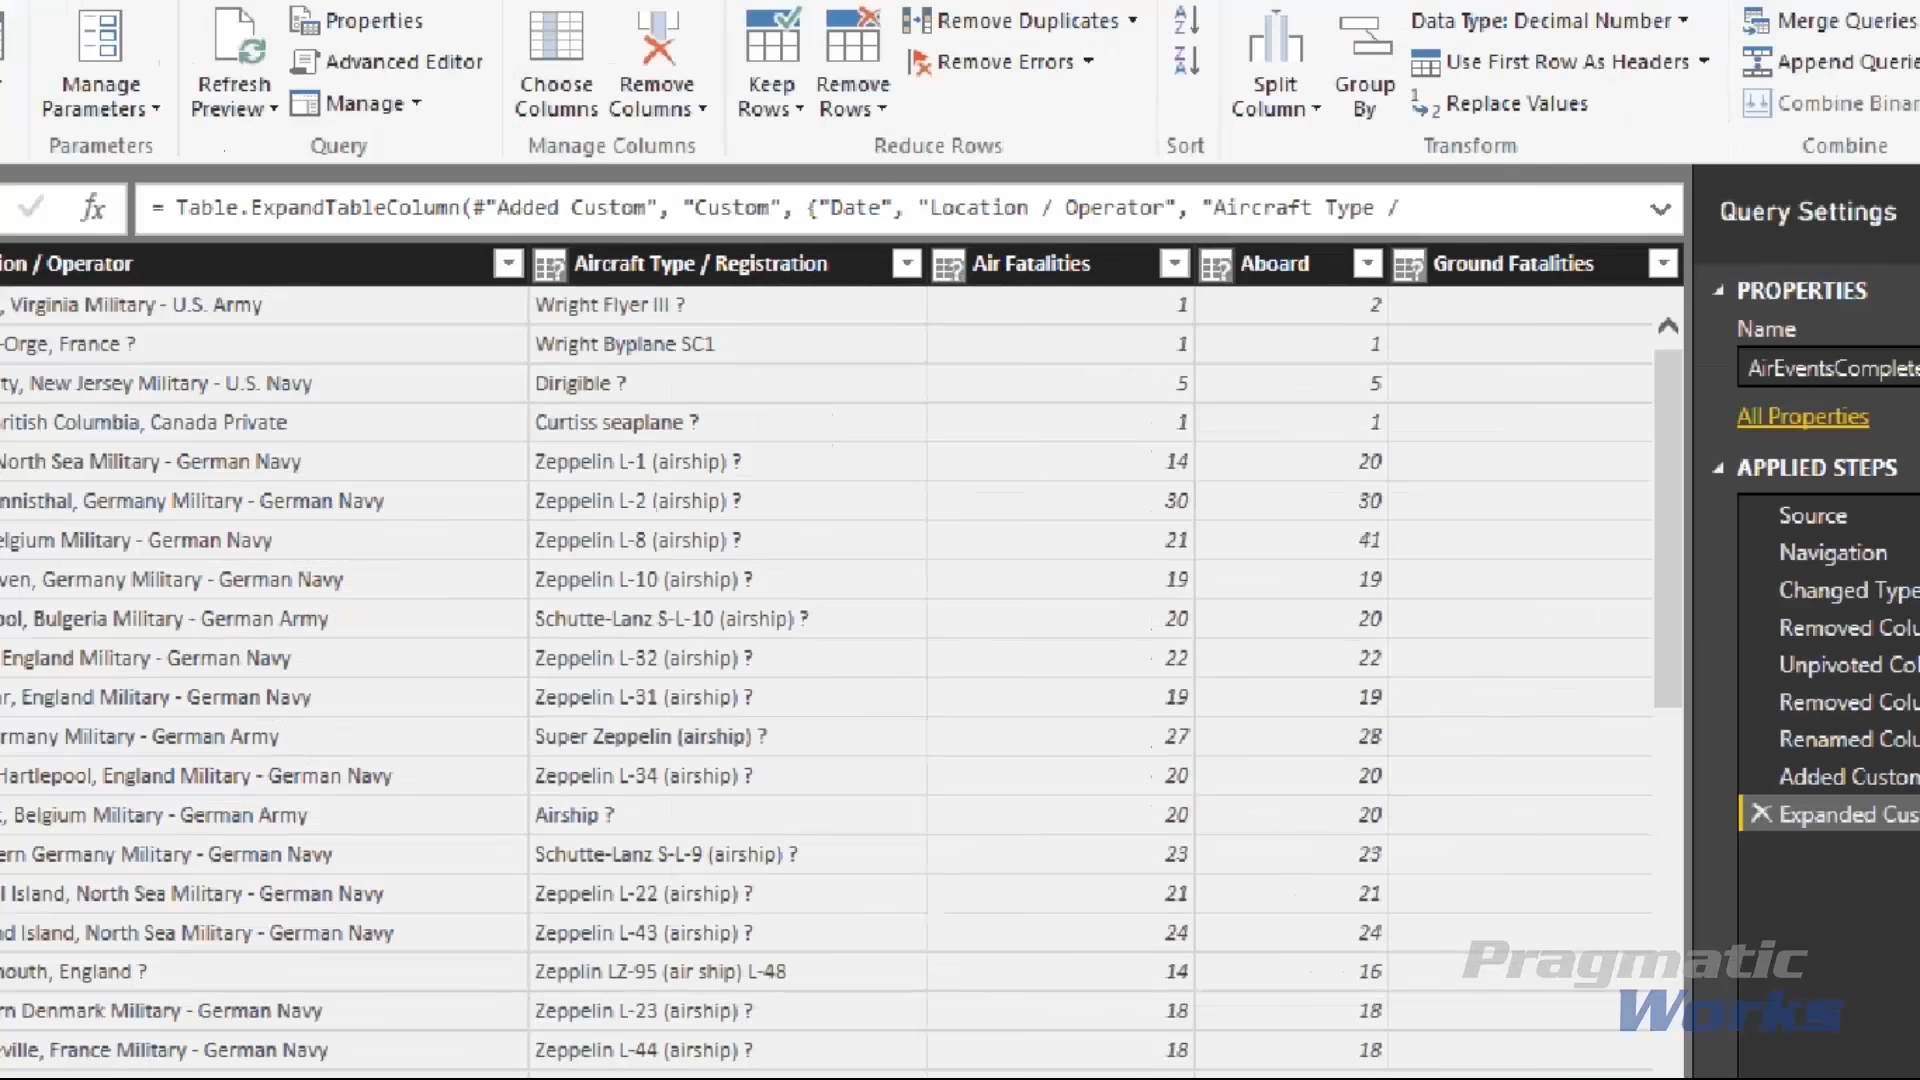 Manage Parameters
Parameters
Refresh Preview
Properties
Advanced Editor
Manage
Query
Choose Columns
Remove Columns
Manage Columns
Keep Rows
Remove Rows
Remove Duplicates
Remove Errors
Reduce Rows
Sort
Split Column
Group By
Data Type: Decimal Number
Use First Row As Headers
Replace Values
Transform
Merge Queries
Append Querie
Combine Binar
Combine
fx = Table.ExpandTableColumn(#"Added Custom", "Custom", {"Date", "Location / Operator", "Aircraft Type /
ion / Operator Aircraft Type / Registration Air Fatalities Aboard Ground Fatalities
, Virginia Military - U.S. Army Wright Flyer III ? 1 2
-Orge, France ? Wright Byplane SC1 1 1
ty, New Jersey Military - U.S. Navy Dirigible ? 5 5
ritish Columbia, Canada Private Curtiss seaplane ? 1 1
North Sea Military - German Navy Zeppelin L-1 (airship) ? 14 20
nnisthal, Germany Military - German Navy Zeppelin L-2 (airship) ? 30 30
elgium Military - German Navy Zeppelin L-8 (airship) ? 21 41
ven, Germany Military - German Navy Zeppelin L-10 (airship) ? 19 19
ool, Bulgeria Military - German Army Schutte-Lanz S-L-10 (airship) ? 20 20
England Military - German Navy Zeppelin L-32 (airship) ? 22 22
r, England Military - German Navy Zeppelin L-31 (airship) ? 19 19
rmany Military - German Army Super Zeppelin (airship) ? 27 28
Hartlepool, England Military - German Navy Zeppelin L-34 (airship) ? 20 20
, Belgium Military - German Army Airship ? 20 20
ern Germany Military - German Navy Schutte-Lanz S-L-9 (airship) ? 23 23
l Island, North Sea Military - German Navy Zeppelin L-22 (airship) ? 21 21
nd Island, North Sea Military - German Navy Zeppelin L-43 (airship) ? 24 24
mouth, England ? Zepplin LZ-95 (air ship) L-48 14 16
rn Denmark Military - German Navy Zeppelin L-23 (airship) ? 18 18
eville, France Military - German Navy Zeppelin L-44 (airship) ? 18 18
Query Settings
PROPERTIES
Name
AirEventsComplete
All Properties
APPLIED STEPS
Source
Navigation
Changed Type
Removed Colu
Unpivoted Col
Removed Colu
Renamed Colu
Added Custom
Expanded Cus
Pragmatic
Works